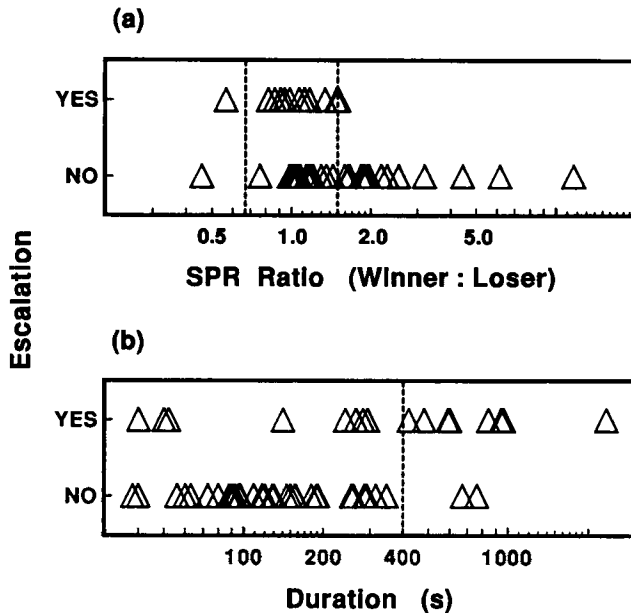 (a)
YES
NO
0.5 1.0 2.0 5.0
SPR Ratio (Winner : Loser)
Escalation
(b)
YES
NO
100 200 400 1000
Duration (s)